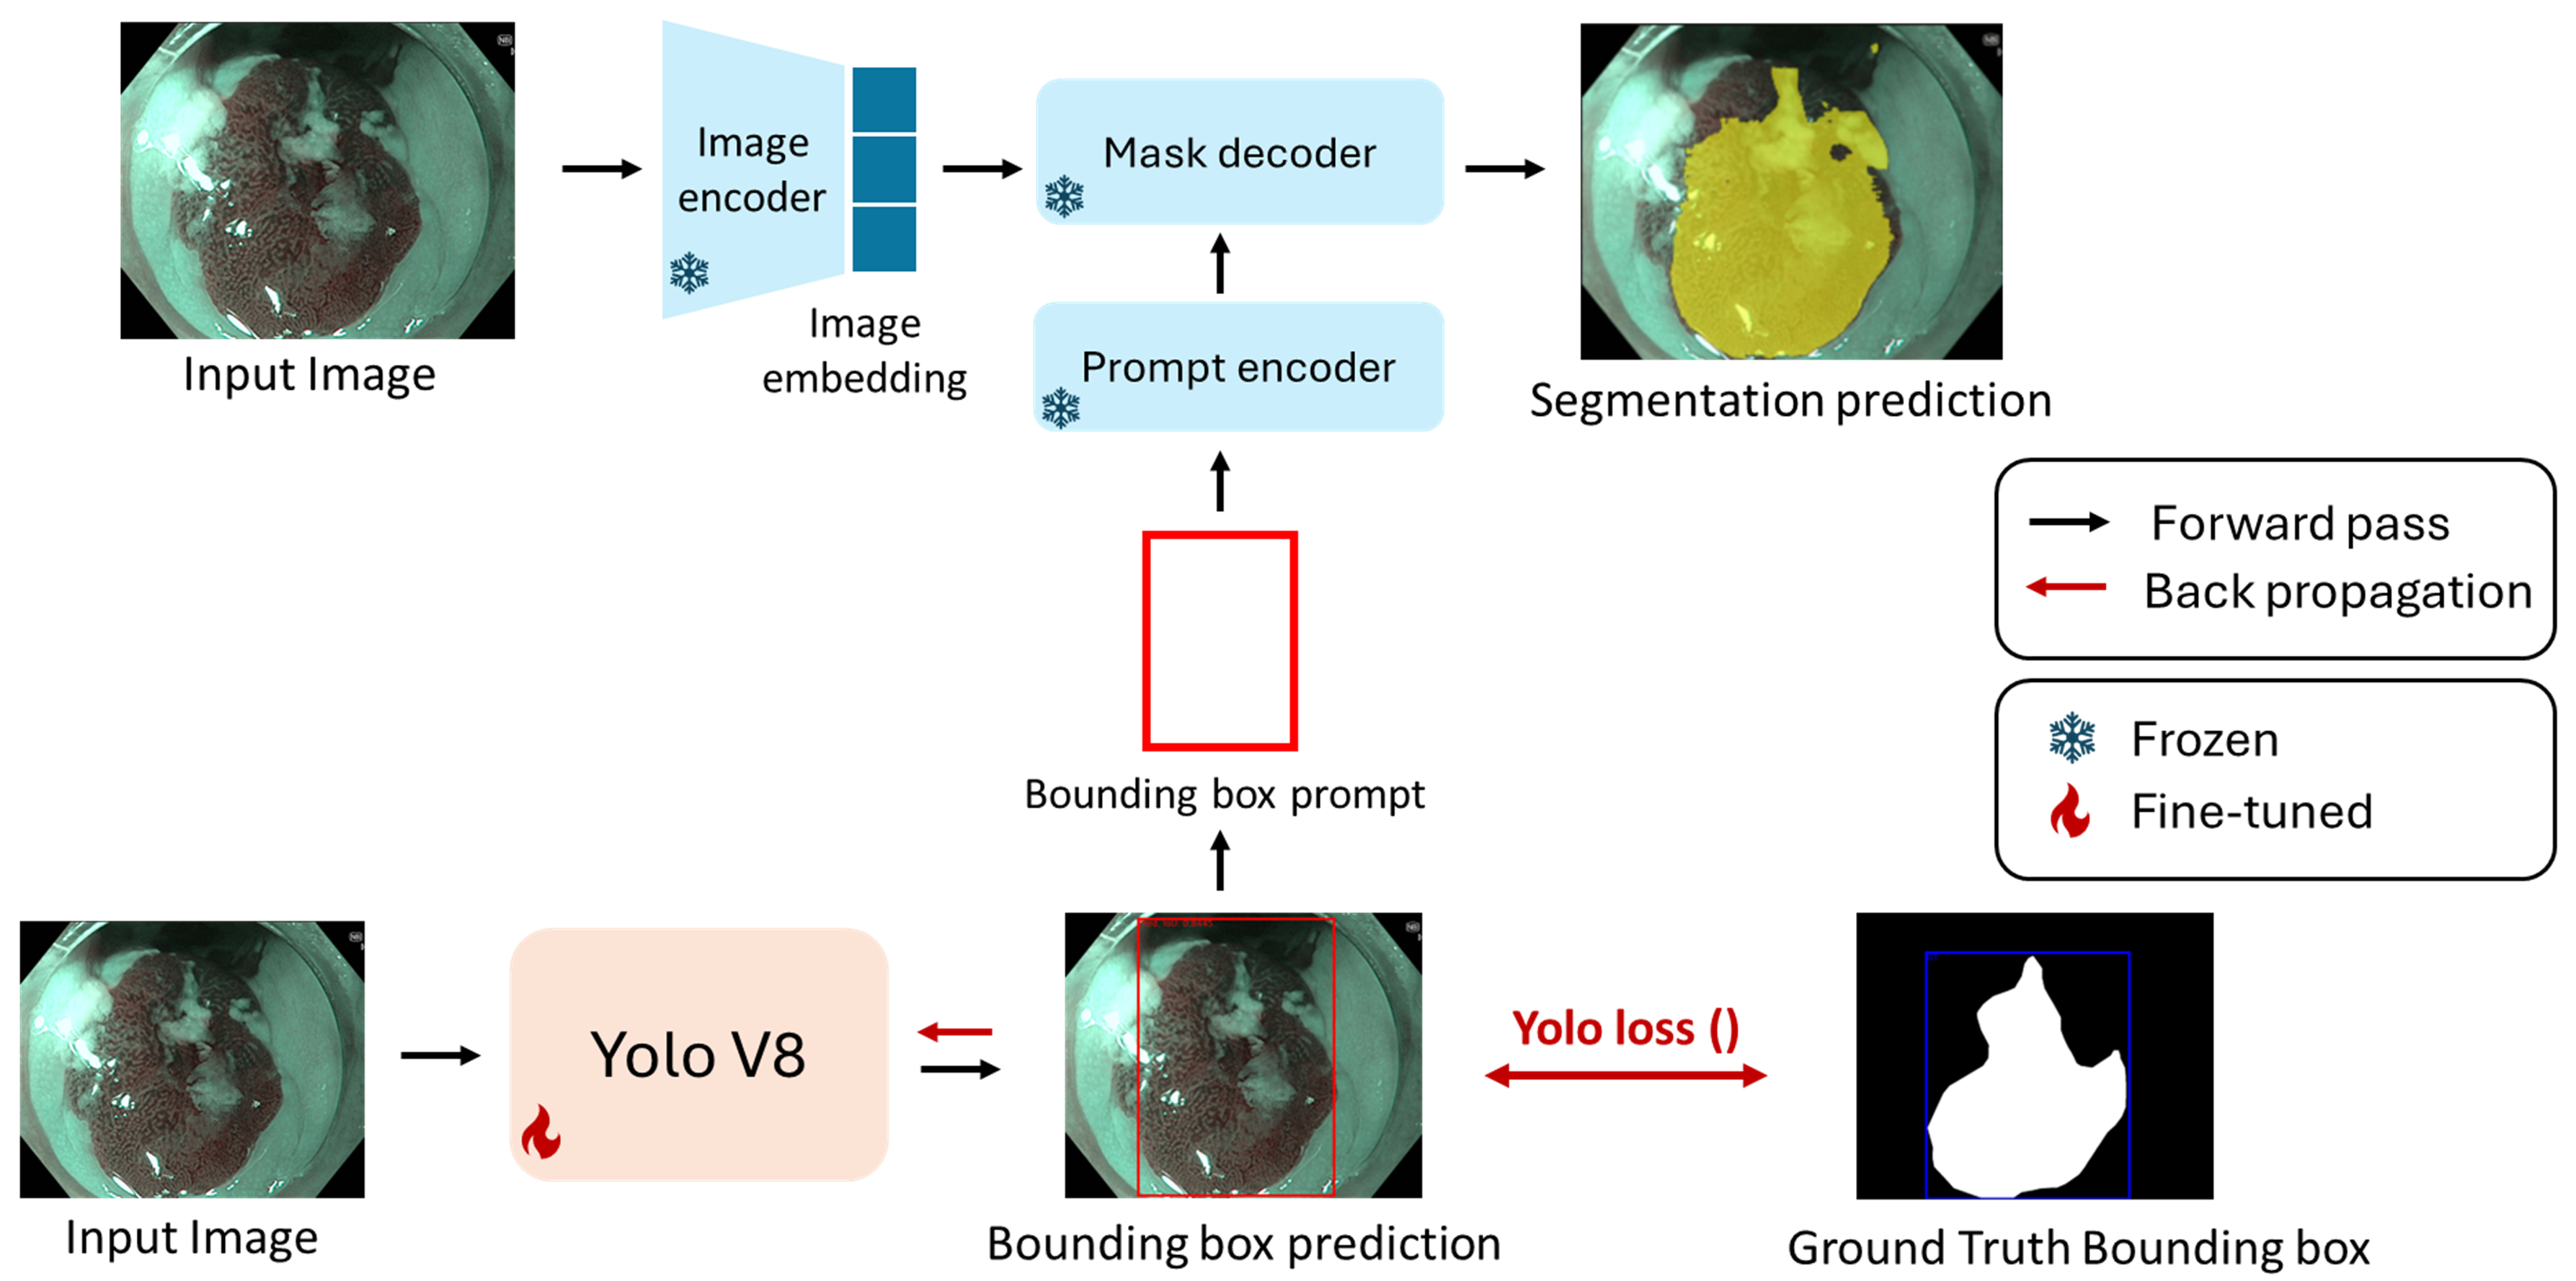 Input Image
Image
encoder
Image
embedding
Mask decoder
Prompt encoder
Segmentation prediction
Forward pass
Back propagation
Frozen
Fine-tuned
Bounding box prompt
Input Image
Yolo V8
Bounding box prediction
Yolo loss ()
Ground Truth Bounding box